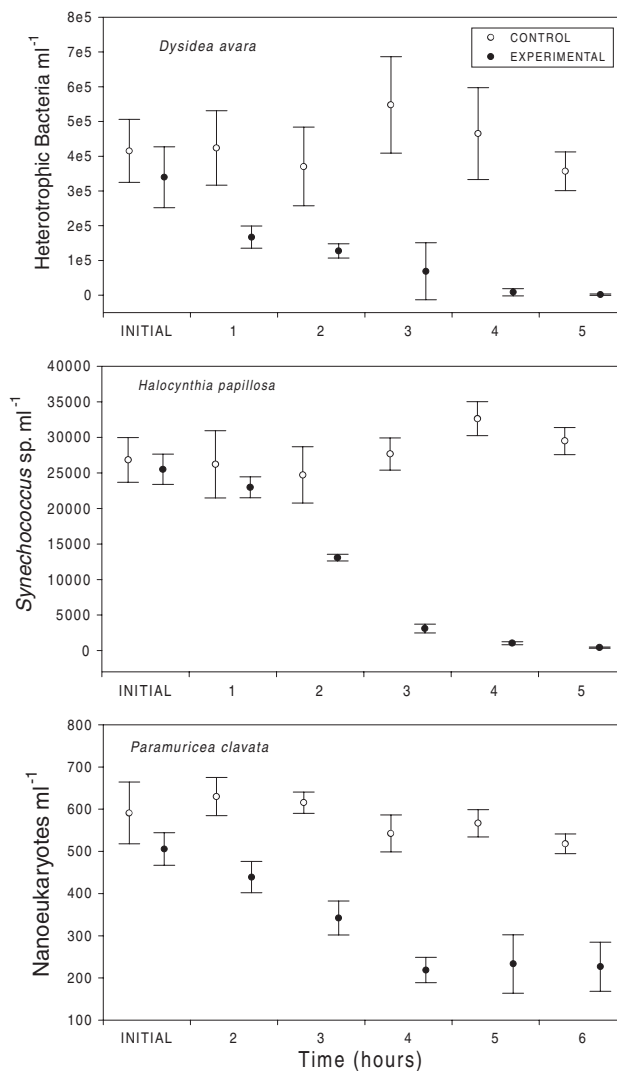 Dysidea avara
CONTROL
EXPERIMENTAL
Heterotrophic Bacteria ml-1
8e5
7e5
6e5
5e5
4e5
3e5
2e5
1e5
0
INITIAL 1 2 3 4 5
Halocynthia papillosa
Synechococcus sp. ml-1
40000
35000
30000
25000
20000
15000
10000
5000
0
INITIAL 1 2 3 4 5
Paramuricea clavata
Nanoeukaryotes ml-1
800
700
600
500
400
300
200
100
INITIAL 2 3 4 5 6
Time (hours)